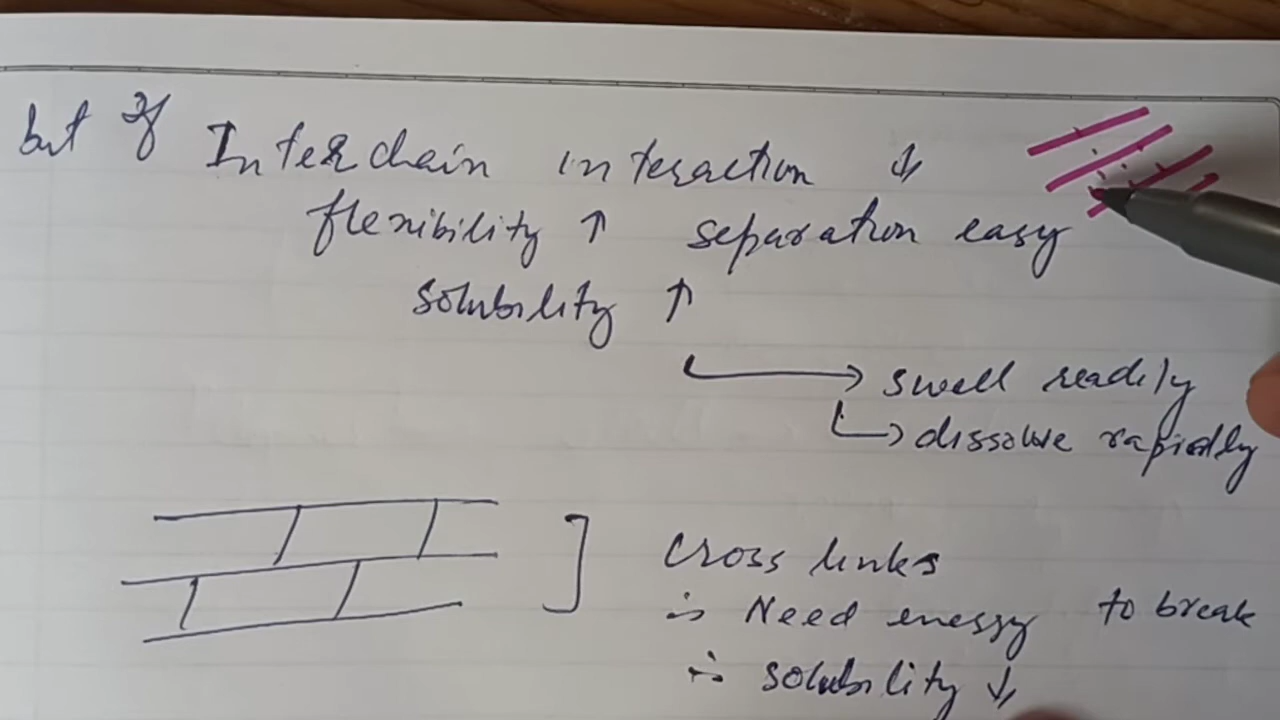 but If Interchain interaction ↓
flexibility ↑ separation easy
solubility ↑
→ swell readily
→ dissolve rapidly
Cross links
∴ Need energy to break
∴ solubility ↓